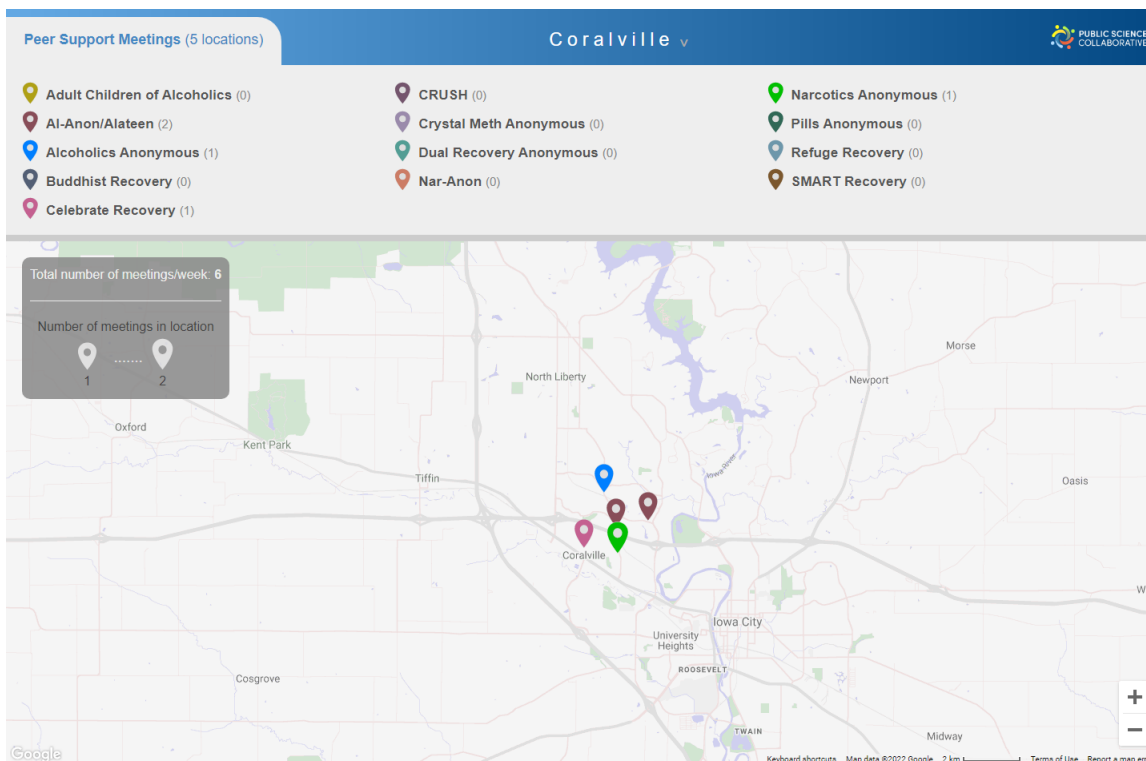 Peer Support Meetings (5 locations)
Coralville v
PUBLIC SCIENCE
COLLABORATIVE
Adult Children of Alcoholics (0)
Al-Anon/Alateen (2)
Alcoholics Anonymous (1)
Buddhist Recovery (0)
Celebrate Recovery (1)
CRUSH (0)
Crystal Meth Anonymous (0)
Dual Recovery Anonymous (0)
Nar-Anon (0)
Narcotics Anonymous (1)
Pills Anonymous (0)
Refuge Recovery (0)
SMART Recovery (0)
Total number of meetings/week: 6
Number of meetings in location
1 ....... 2
Morse
North Liberty
Newport
Oxford
Kent Park
Tiffin
Iowa River
Oasis
Coralville
W
Iowa City
University
Heights
ROOSEVELT
Cosgrove
+
−
TWAIN
Midway
Google
Keyboard shortcuts Map data ©2022 Google 2 km Terms of Use Report a map er